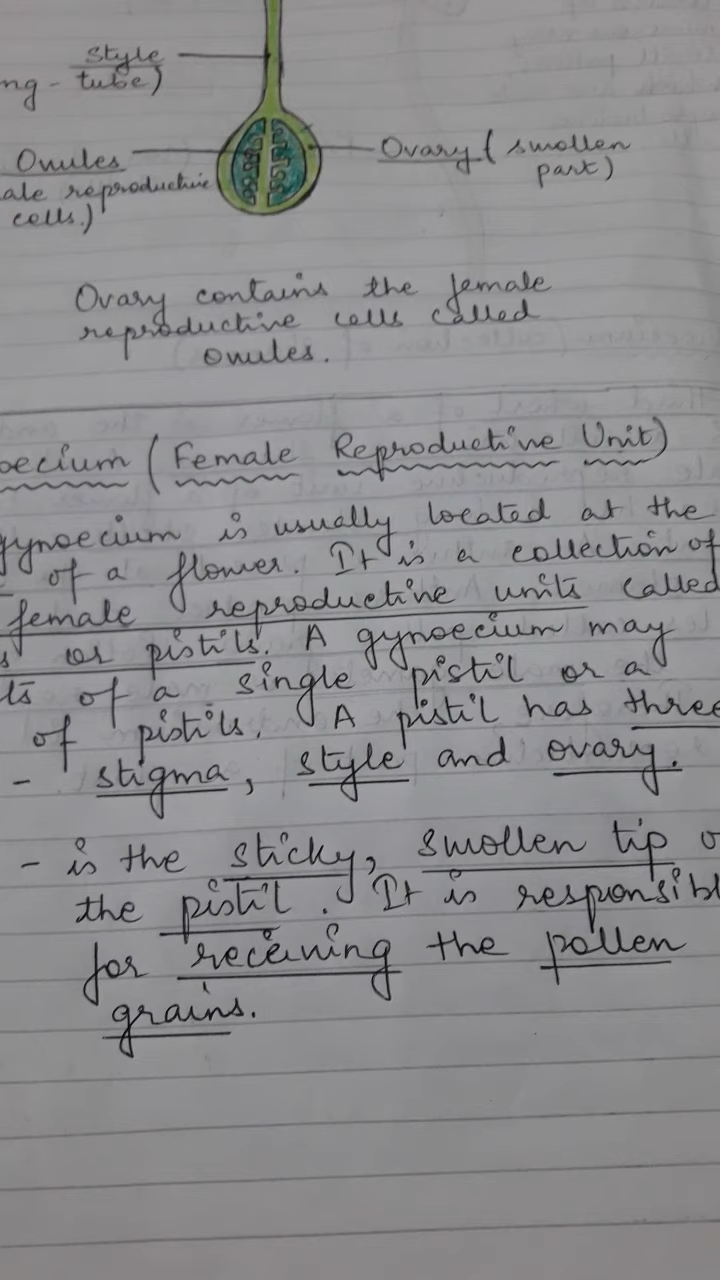 style
ng - tube)
Ovules
ale reproductive
cells.)
Ovary ( swollen
part)
Ovary contains the female
reproductive cells called
ovules.
oecium (Female Reproductive Unit)
gynoecium is usually located at the
of a flower. It is a collection of
female reproductive units called
s or pistils. A gynoecium may
ts of a single pistil or a
of pistils. A pistil has three
- stigma, style and ovary.
- is the sticky, swollen tip o
the pistil. It is responsibl
for receiving the pollen
grains.